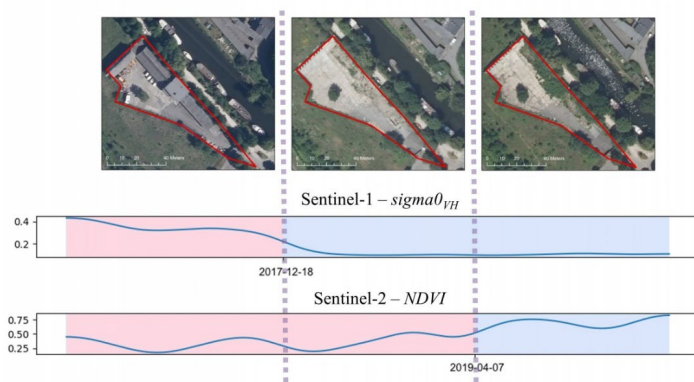 0 10 20 40 Meters
0 10 20 40 Meters
0 10 20 40 Meters
Sentinel-1 – sigma0VH
0.4
0.2
2017-12-18
Sentinel-2 – NDVI
0.75
0.50
0.25
2019-04-07